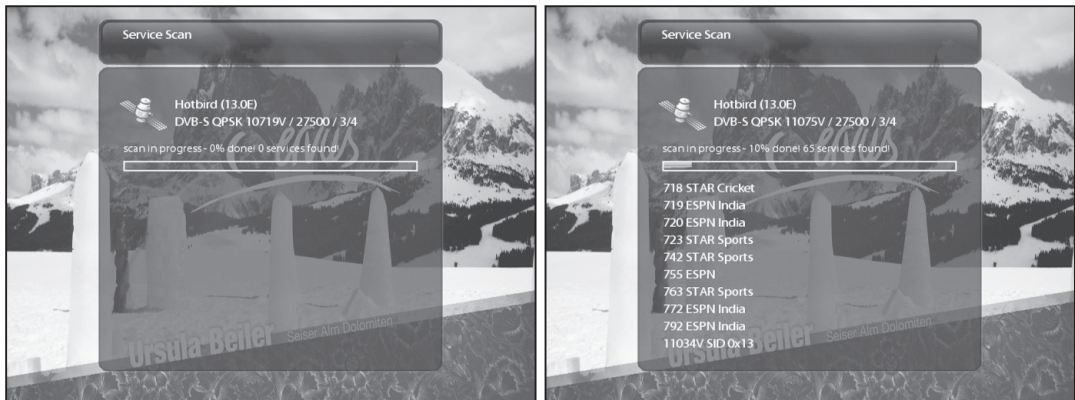 Service Scan
Hotbird (13.0E)
DVB-S QPSK 10719V / 27500 / 3/4
scan in progress - 0% done! 0 services found!
Ursula Beiler Seiser Alm Dolomiten
Service Scan
Hotbird (13.0E)
DVB-S QPSK 11075V / 27500 / 3/4
scan in progress - 10% done! 65 services found!
718 STAR Cricket
719 ESPN India
720 ESPN India
723 STAR Sports
742 STAR Sports
755 ESPN
763 STAR Sports
772 ESPN India
792 ESPN India
11034V SID 0x13
Ursula Beiler Seiser Alm Dolomiten